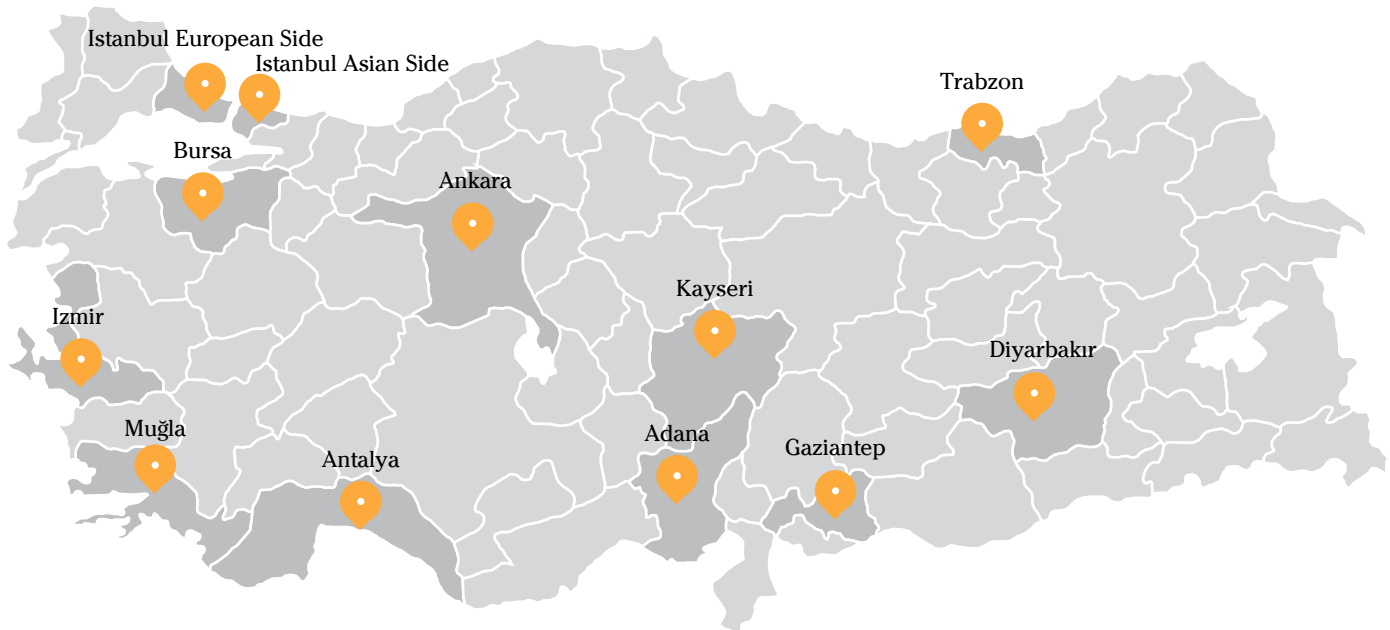 Istanbul European Side
Istanbul Asian Side
Trabzon
Bursa
Ankara
Kayseri
Izmir
Diyarbakır
Muğla
Adana
Gaziantep
Antalya